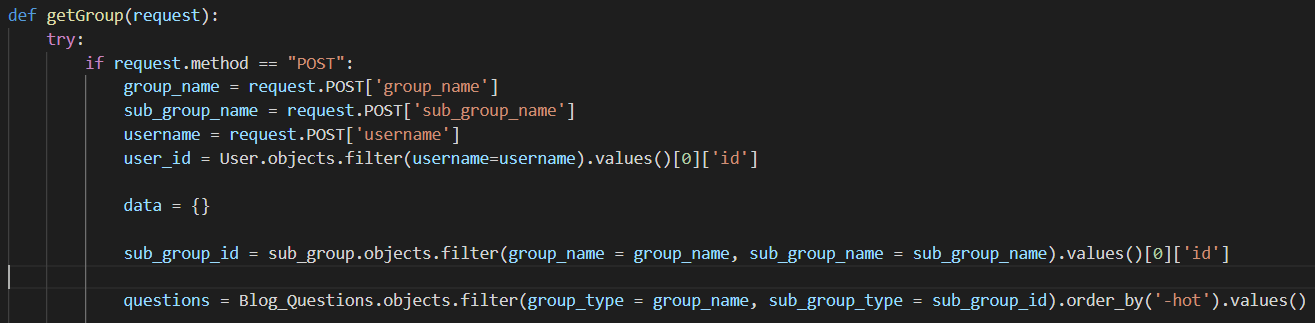 def getGroup(request):
try:
if request.method == "POST":
group_name = request.POST['group_name']
sub_group_name = request.POST['sub_group_name']
username = request.POST['username']
user_id = User.objects.filter(username=username).values()[0]['id']
data = {}
sub_group_id = sub_group.objects.filter(group_name = group_name, sub_group_name = sub_group_name).values()[0]['id']
questions = Blog_Questions.objects.filter(group_type = group_name, sub_group_type = sub_group_id).order_by('-hot').values()